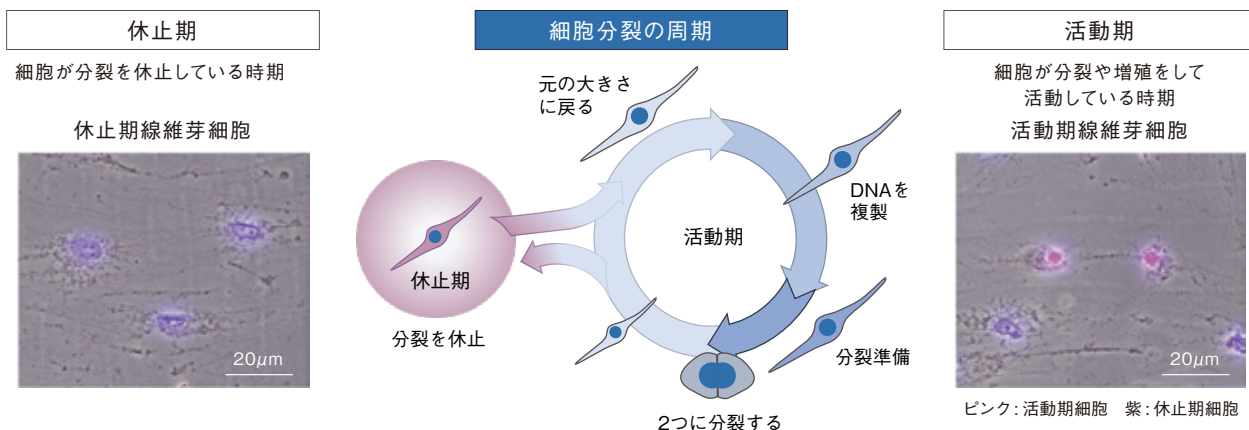 休止期
細胞が分裂を休止している時期
休止期線維芽細胞
20μm
細胞分裂の周期
元の大きさ
に戻る
DNAを
複製
活動期
休止期
分裂を休止
分裂準備
2つに分裂する
活動期
細胞が分裂や増殖をして
活動している時期
活動期線維芽細胞
20μm
ピンク：活動期細胞　紫：休止期細胞